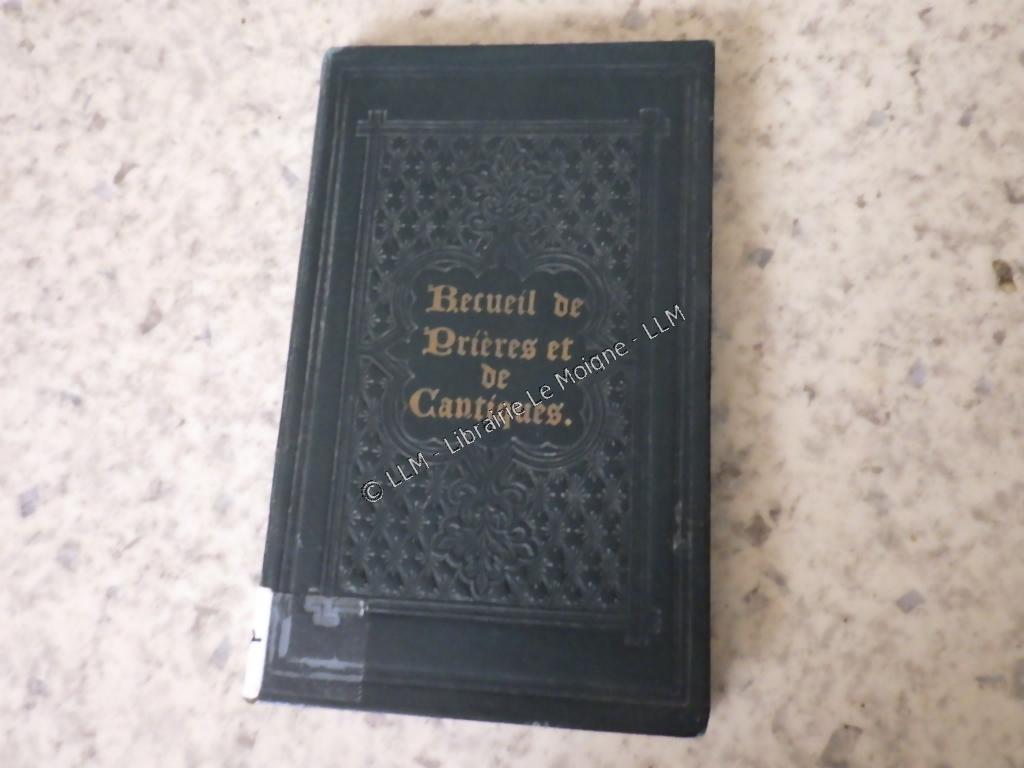 Recueil de
Prières et
de
Cantiques.
© LLM - Librairie Le Moigne - LLM